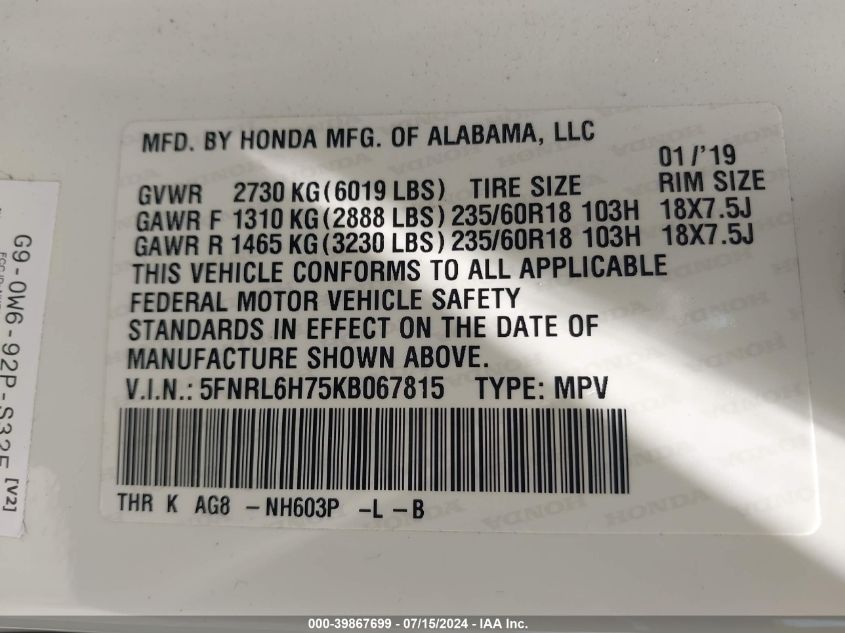 MFD. BY HONDA MFG. OF ALABAMA, LLC
01/'19
GVWR 2730 KG(6019 LBS) TIRE SIZE RIM SIZE
GAWR F 1310 KG(2888 LBS) 235/60R18 103H 18X7.5J
GAWR R 1465 KG(3230 LBS) 235/60R18 103H 18X7.5J
THIS VEHICLE CONFORMS TO ALL APPLICABLE
FEDERAL MOTOR VEHICLE SAFETY
STANDARDS IN EFFECT ON THE DATE OF
MANUFACTURE SHOWN ABOVE.
V.I.N.: 5FNRL6H75KB067815 TYPE: MPV
THR K AG8 -NH603P -L -B
G9-0W6-92P-S32F [V2]
000-39867699 - 07/15/2024 - IAA Inc.